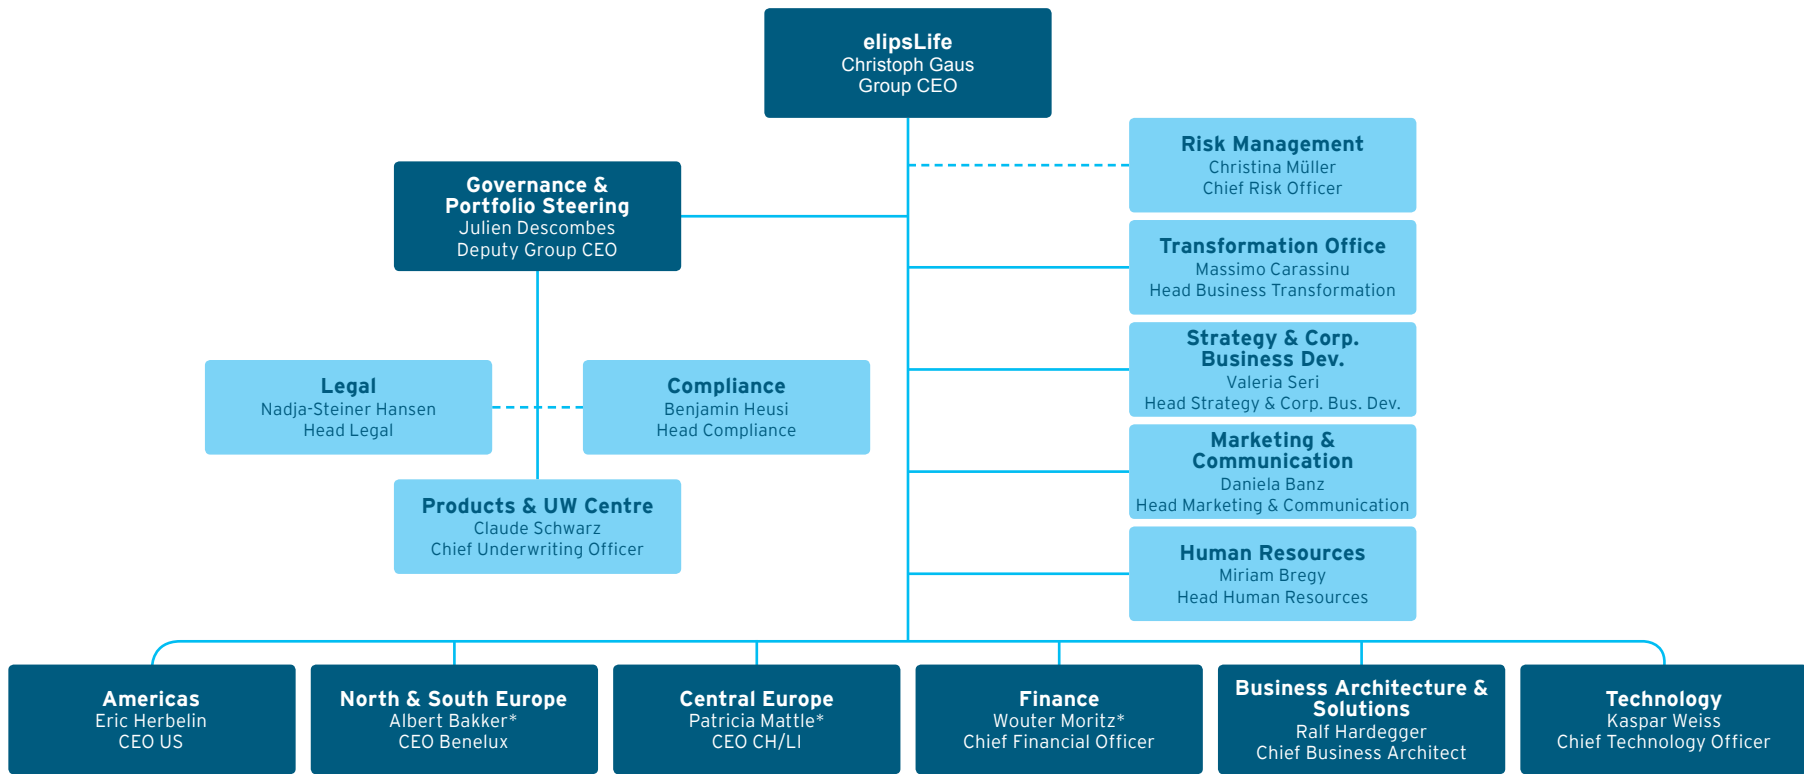 elipsLife
Christoph Gaus
Group CEO
Risk Management
Christina Müller
Chief Risk Officer
Governance &
Portfolio Steering
Julien Descombes
Deputy Group CEO
Transformation Office
Massimo Carassinu
Head Business Transformation
Strategy & Corp.
Business Dev.
Valeria Seri
Head Strategy & Corp. Bus. Dev.
Legal
Nadja-Steiner Hansen
Head Legal
Compliance
Benjamin Heusi
Head Compliance
Marketing &
Communication
Daniela Banz
Head Marketing & Communication
Products & UW Centre
Claude Schwarz
Chief Underwriting Officer
Human Resources
Miriam Bregy
Head Human Resources
Americas
Eric Herbelin
CEO US
North & South Europe
Albert Bakker*
CEO Benelux
Central Europe
Patricia Mattle*
CEO CH/LI
Finance
Wouter Moritz*
Chief Financial Officer
Business Architecture &
Solutions
Ralf Hardegger
Chief Business Architect
Technology
Kaspar Weiss
Chief Technology Officer